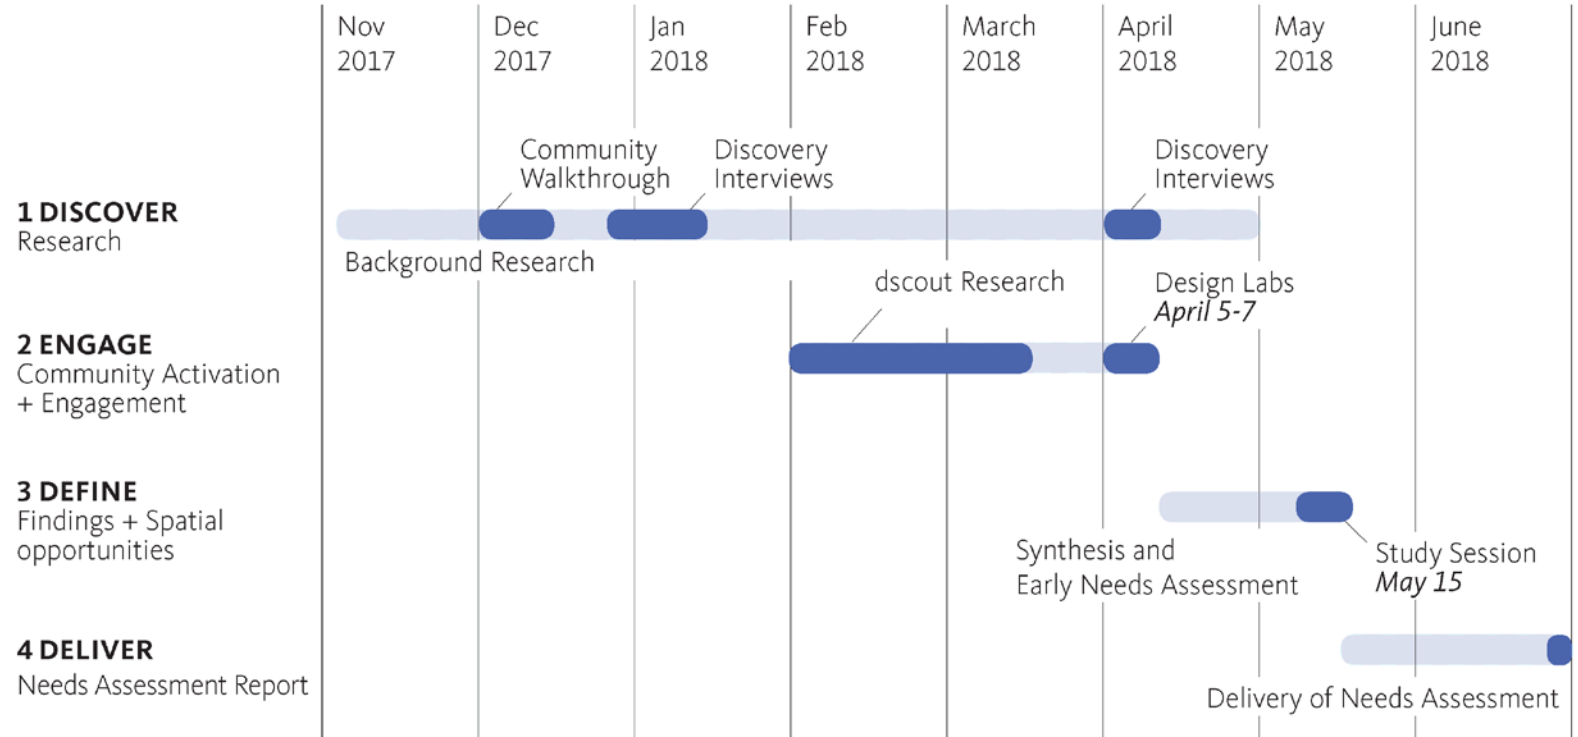 Nov
2017
Dec
2017
Jan
2018
Feb
2018
March
2018
April
2018
May
2018
June
2018
Community
Walkthrough
Discovery
Interviews
Discovery
Interviews
1 DISCOVER
Research
Background Research
dscout Research
Design Labs
April 5-7
2 ENGAGE
Community Activation
+ Engagement
3 DEFINE
Findings + Spatial
opportunities
Synthesis and
Early Needs Assessment
Study Session
May 15
4 DELIVER
Needs Assessment Report
Delivery of Needs Assessment